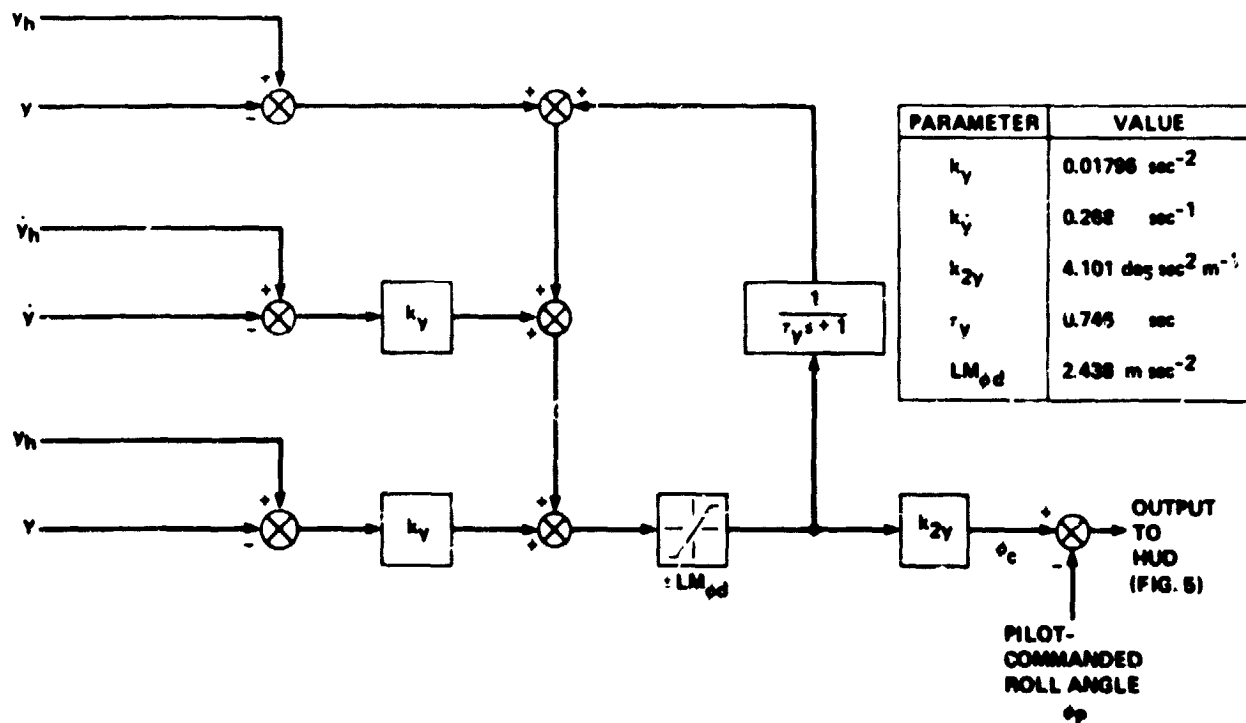 y_h
y
ẏ_h
ẏ
k_y
y_h
y
k_y
1
τ_y s + 1
± LM_ϕd
k_2y
ϕ_c
OUTPUT
TO
HUD
(FIG. 5)
PILOT-
COMMANDED
ROLL ANGLE
ϕ_p
PARAMETER VALUE
k_y 0.01796 sec^-2
k_ẏ 0.268 sec^-1
k_2y 4.101 deg sec^2 m^-1
τ_y 0.745 sec
LM_ϕd 2.438 m sec^-2